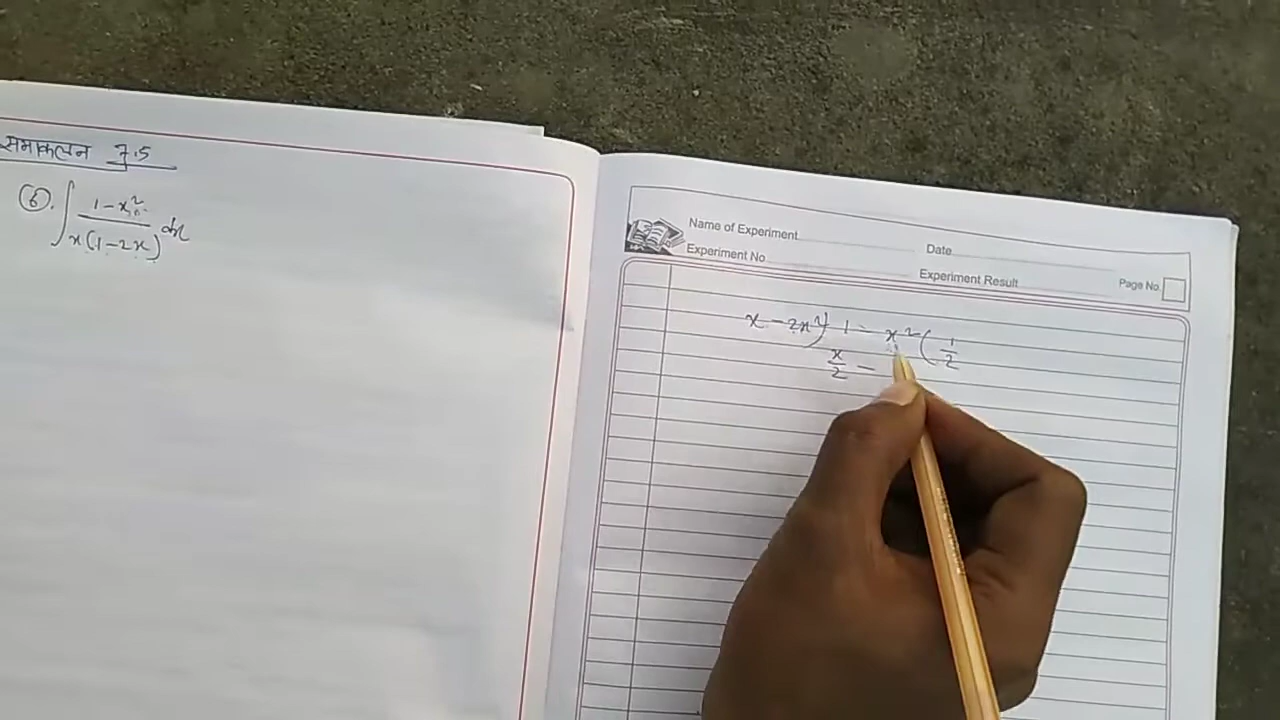 समाकलन 7.5
⑥. ∫ 1-x² / x(1-2x) dx
Name of Experiment
Date
Experiment No
Experiment Result
Page No.
x - 2x²) 1 - x² ( 1/2
x/2 -